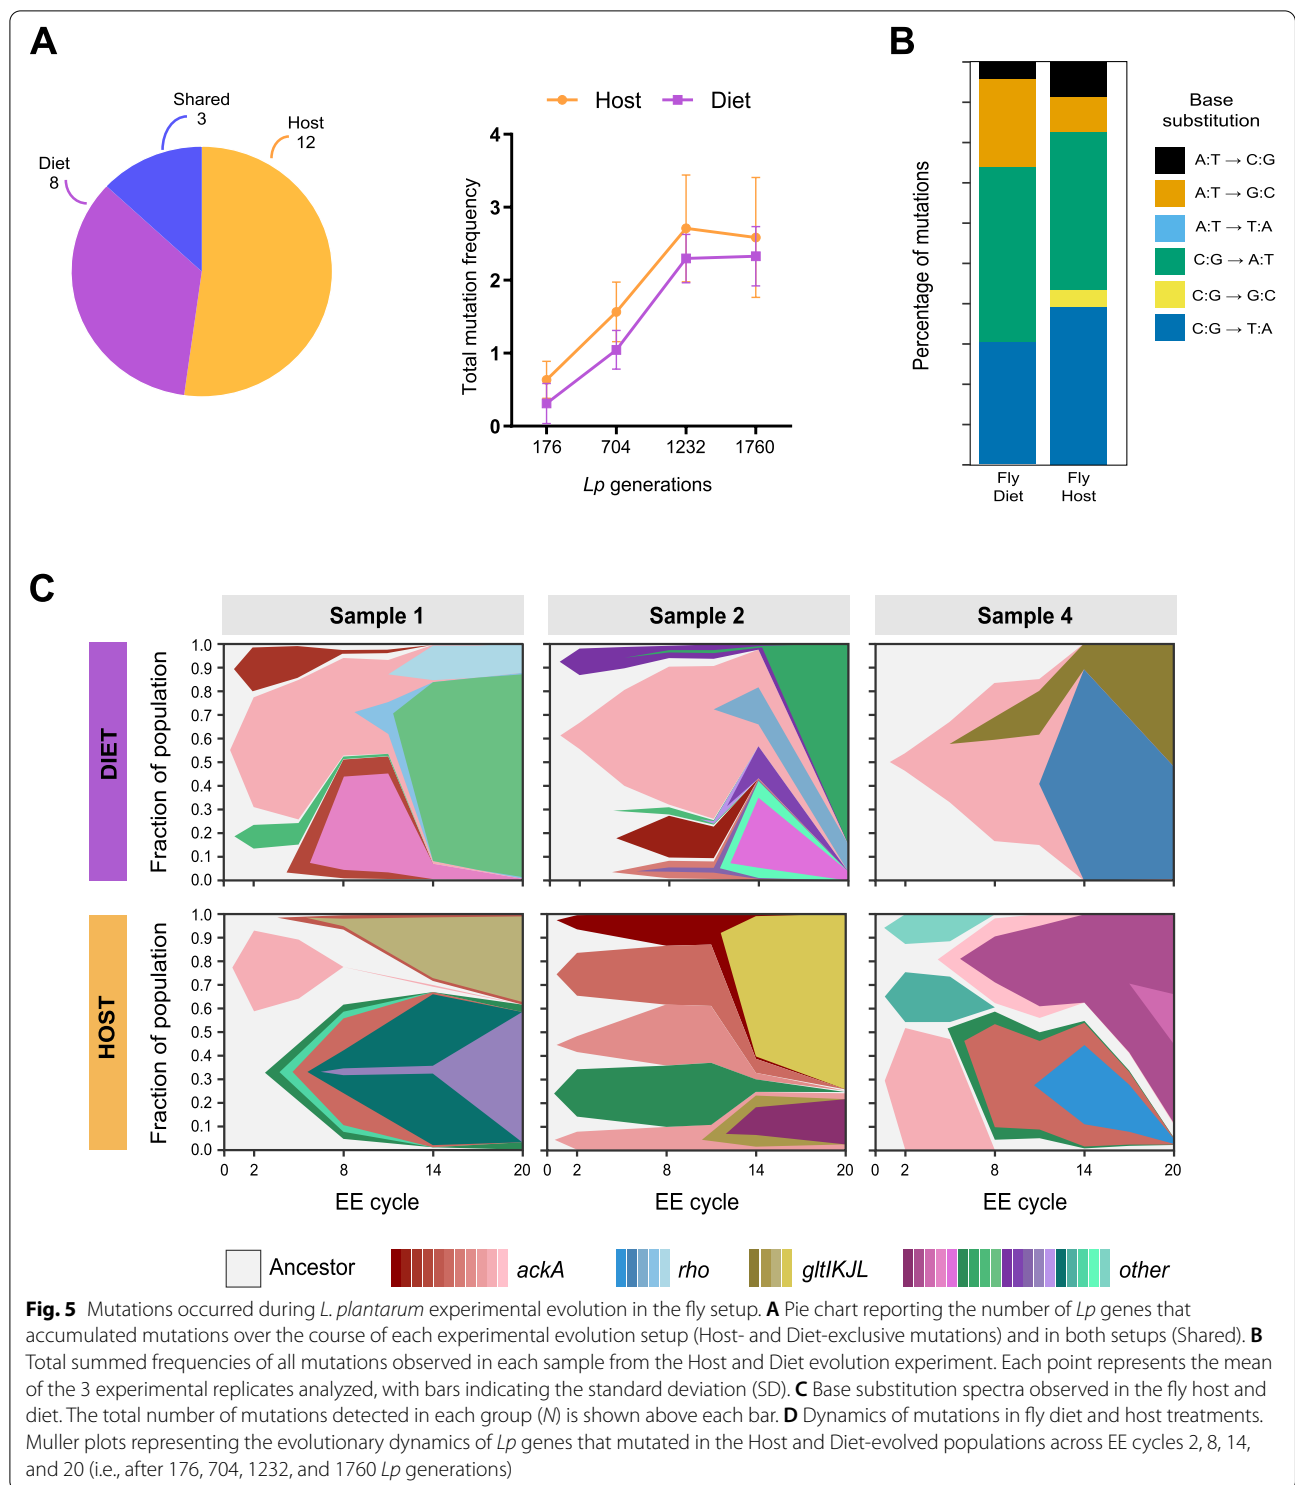 A
Shared
3
Host
12
Diet
8
Host
Diet
Total mutation frequency
4
3
2
1
0
176
704
1232
1760
Lp generations
B
Percentage of mutations
Fly
Diet
Fly
Host
Base
substitution
A:T → C:G
A:T → G:C
A:T → T:A
C:G → A:T
C:G → G:C
C:G → T:A
C
Sample 1
Sample 2
Sample 4
DIET
Fraction of population
1.0
0.9
0.8
0.7
0.6
0.5
0.4
0.3
0.2
0.1
0.0
HOST
Fraction of population
1.0
0.9
0.8
0.7
0.6
0.5
0.4
0.3
0.2
0.1
0.0
0 2 8 14 20
0 2 8 14 20
0 2 8 14 20
EE cycle
EE cycle
EE cycle
Ancestor
ackA
rho
gltIKJL
other
Fig. 5 Mutations occurred during L. plantarum experimental evolution in the fly setup. A Pie chart reporting the number of Lp genes that
accumulated mutations over the course of each experimental evolution setup (Host- and Diet-exclusive mutations) and in both setups (Shared). B
Total summed frequencies of all mutations observed in each sample from the Host and Diet evolution experiment. Each point represents the mean
of the 3 experimental replicates analyzed, with bars indicating the standard deviation (SD). C Base substitution spectra observed in the fly host and
diet. The total number of mutations detected in each group (N) is shown above each bar. D Dynamics of mutations in fly diet and host treatments.
Muller plots representing the evolutionary dynamics of Lp genes that mutated in the Host and Diet-evolved populations across EE cycles 2, 8, 14,
and 20 (i.e., after 176, 704, 1232, and 1760 Lp generations)